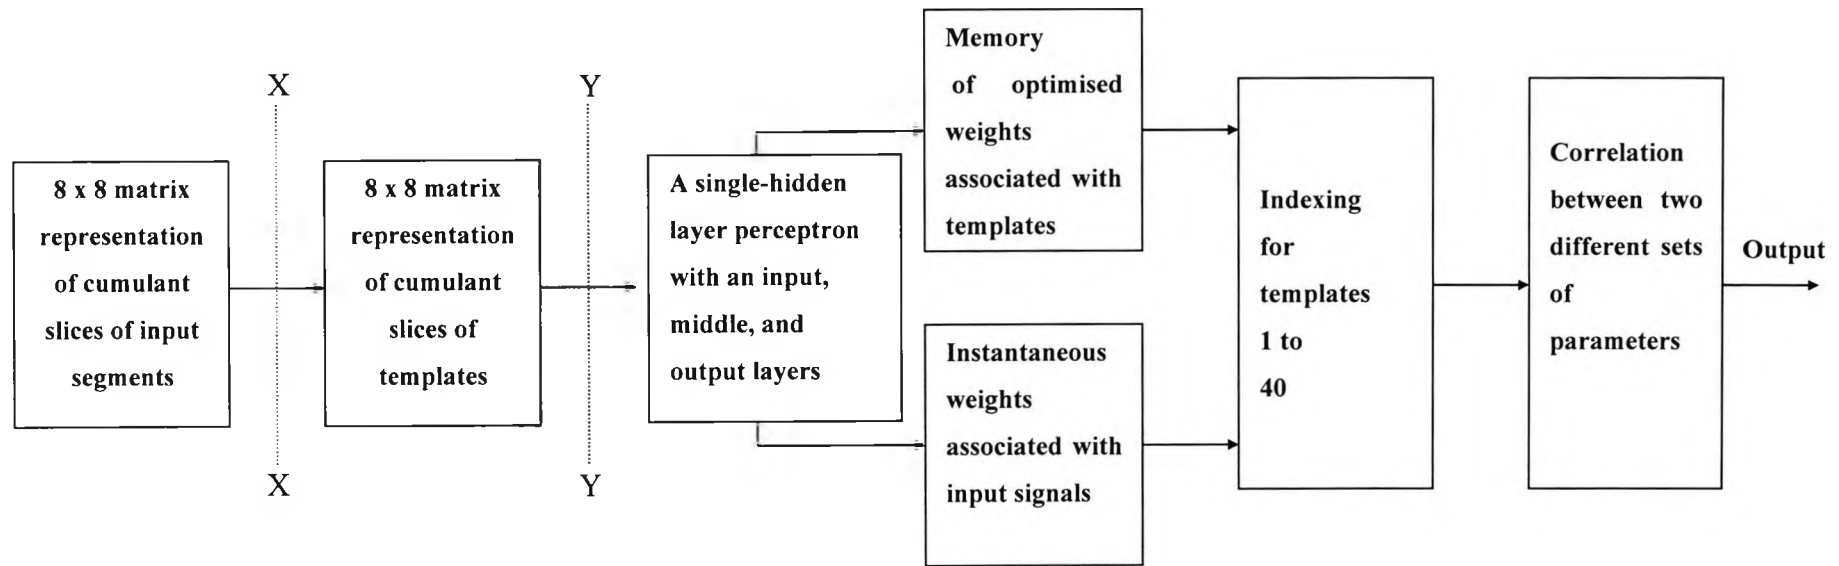 X
X
Y
Y
8 x 8 matrix
representation
of cumulant
slices of input
segments
8 x 8 matrix
representation
of cumulant
slices of
templates
A single-hidden
layer perceptron
with an input,
middle, and
output layers
Memory
of optimised
weights
associated with
templates
Instantaneous
weights
associated with
input signals
Indexing
for
templates
1 to
40
Correlation
between two
different sets
of
parameters
Output